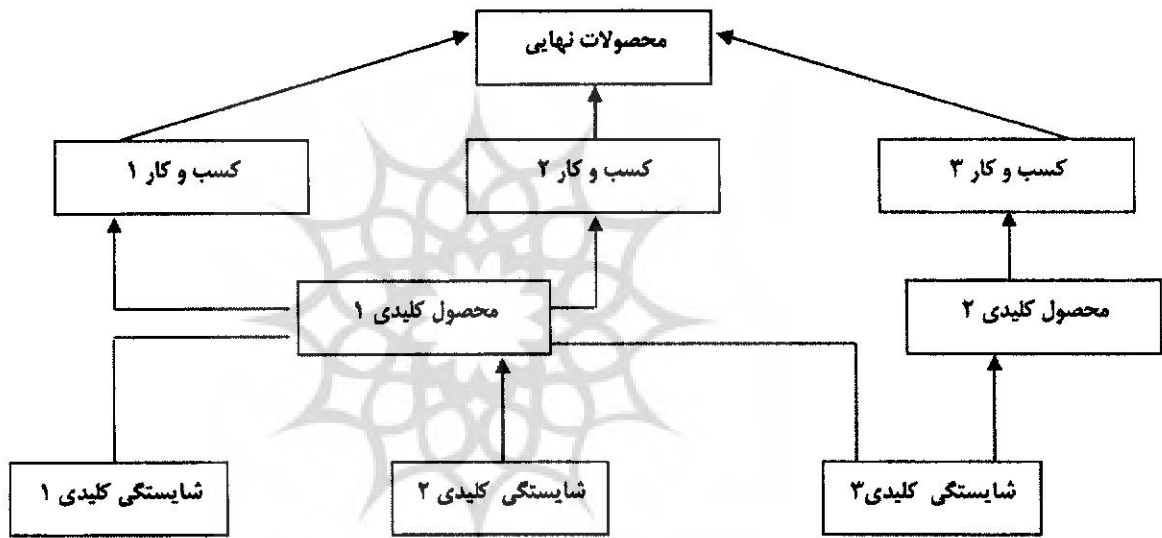 محصولات نهایی
کسب و کار ۱
کسب و کار ۲
کسب و کار ۳
محصول کلیدی ۱
محصول کلیدی ۲
شایستگی کلیدی ۱
شایستگی کلیدی ۲
شایستگی کلیدی۳